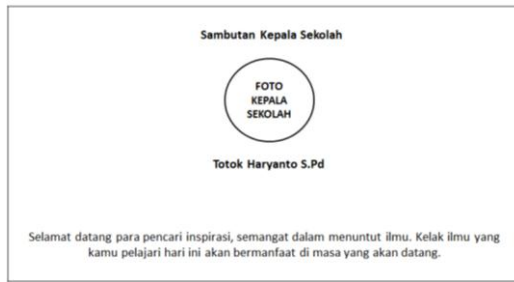 Sambutan Kepala Sekolah
FOTO
KEPALA
SEKOLAH
Totok Haryanto S.Pd
Selamat datang para pencari inspirasi, semangat dalam menuntut ilmu. Kelak ilmu yang
kamu pelajari hari ini akan bermanfaat di masa yang akan datang.